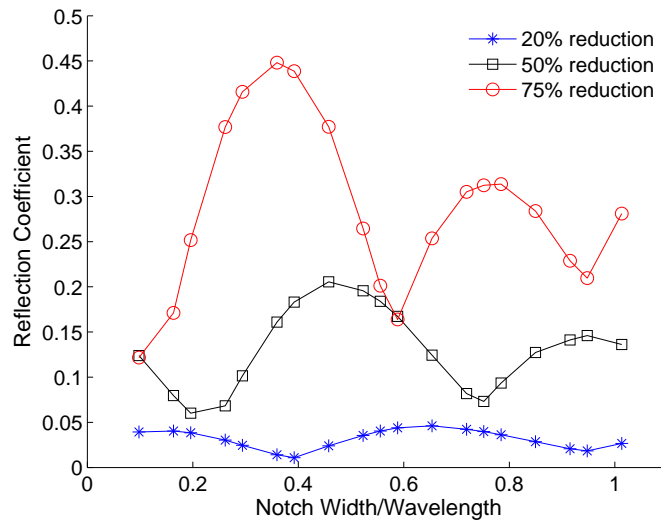 0.5
0.45
0.4
0.35
0.3
0.25
0.2
0.15
0.1
0.05
0
Reflection Coefficient
20% reduction
50% reduction
75% reduction
0 0.2 0.4 0.6 0.8 1
Notch Width/Wavelength